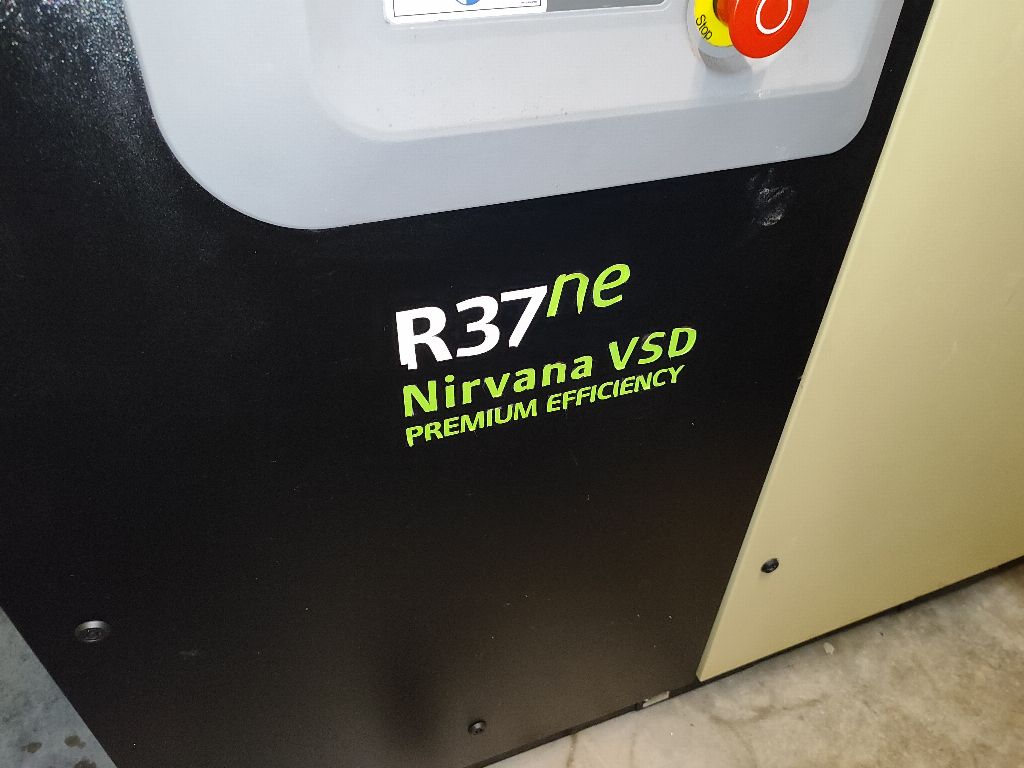 Stop
R37ne
Nirvana VSD
PREMIUM EFFICIENCY